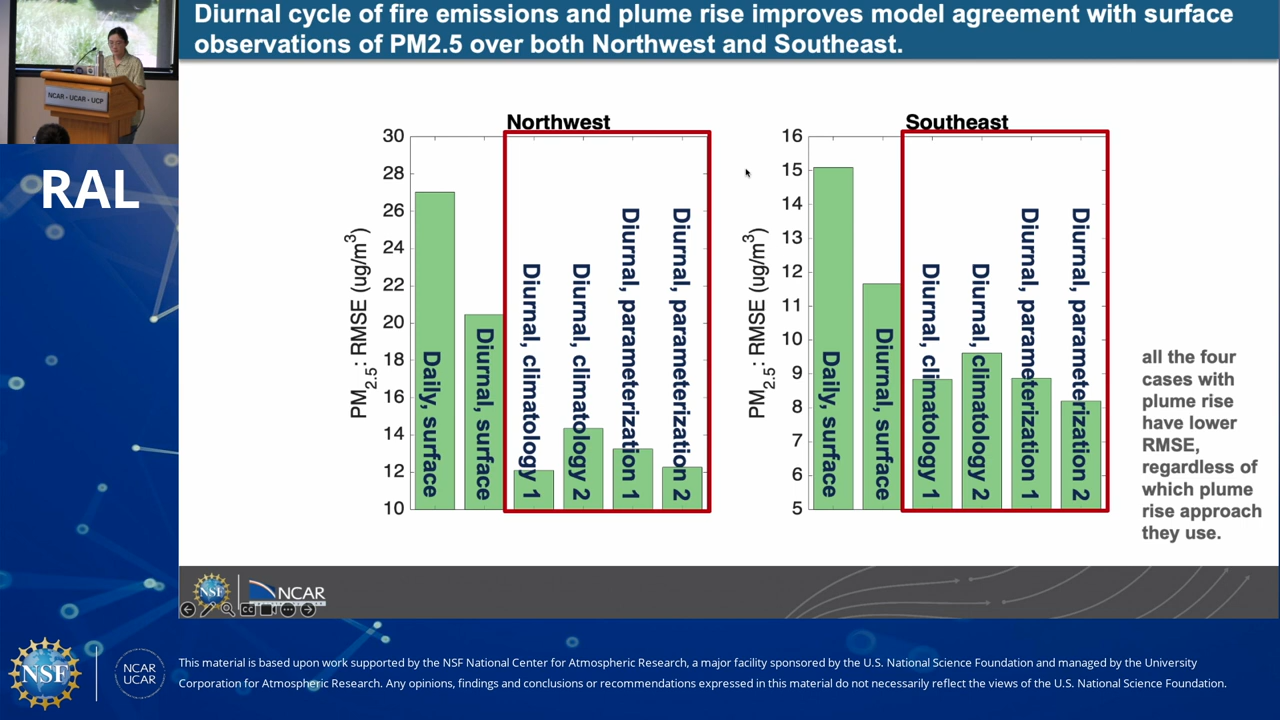 Diurnal cycle of fire emissions and plume rise improves model agreement with surface
observations of PM2.5 over both Northwest and Southeast.
NCAR • UCAR • UCP
RAL
Northwest
PM2.5: RMSE (ug/m3)
30
28
26
24
22
20
18
16
14
12
10
Daily, surface
Diurnal, surface
Diurnal, climatology 1
Diurnal, climatology 2
Diurnal, parameterization 1
Diurnal, parameterization 2
Southeast
PM2.5: RMSE (ug/m3)
16
15
14
13
12
11
10
9
8
7
6
5
Daily, surface
Diurnal, surface
Diurnal, climatology 1
Diurnal, climatology 2
Diurnal, parameterization 1
Diurnal, parameterization 2
all the four
cases with
plume rise
have lower
RMSE,
regardless of
which plume
rise approach
they use.
NSF
NCAR
CC
NSF
NCAR
UCAR
This material is based upon work supported by the NSF National Center for Atmospheric Research, a major facility sponsored by the U.S. National Science Foundation and managed by the University
Corporation for Atmospheric Research. Any opinions, findings and conclusions or recommendations expressed in this material do not necessarily reflect the views of the U.S. National Science Foundation.